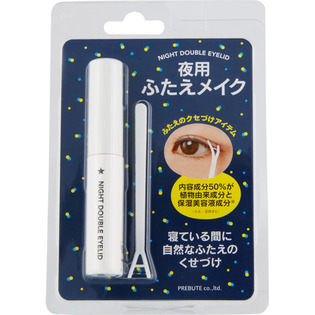 NIGHT DOUBLE EYELID
夜用
ふたえメイク
ふたえのクセづけアイテム
内容成分50%が
植物由来成分と
保湿美容液成分
寝ている間に
自然なふたえの
くせづけ
PREBUTE co.,ltd.
★ NIGHT DOUBLE EYELID